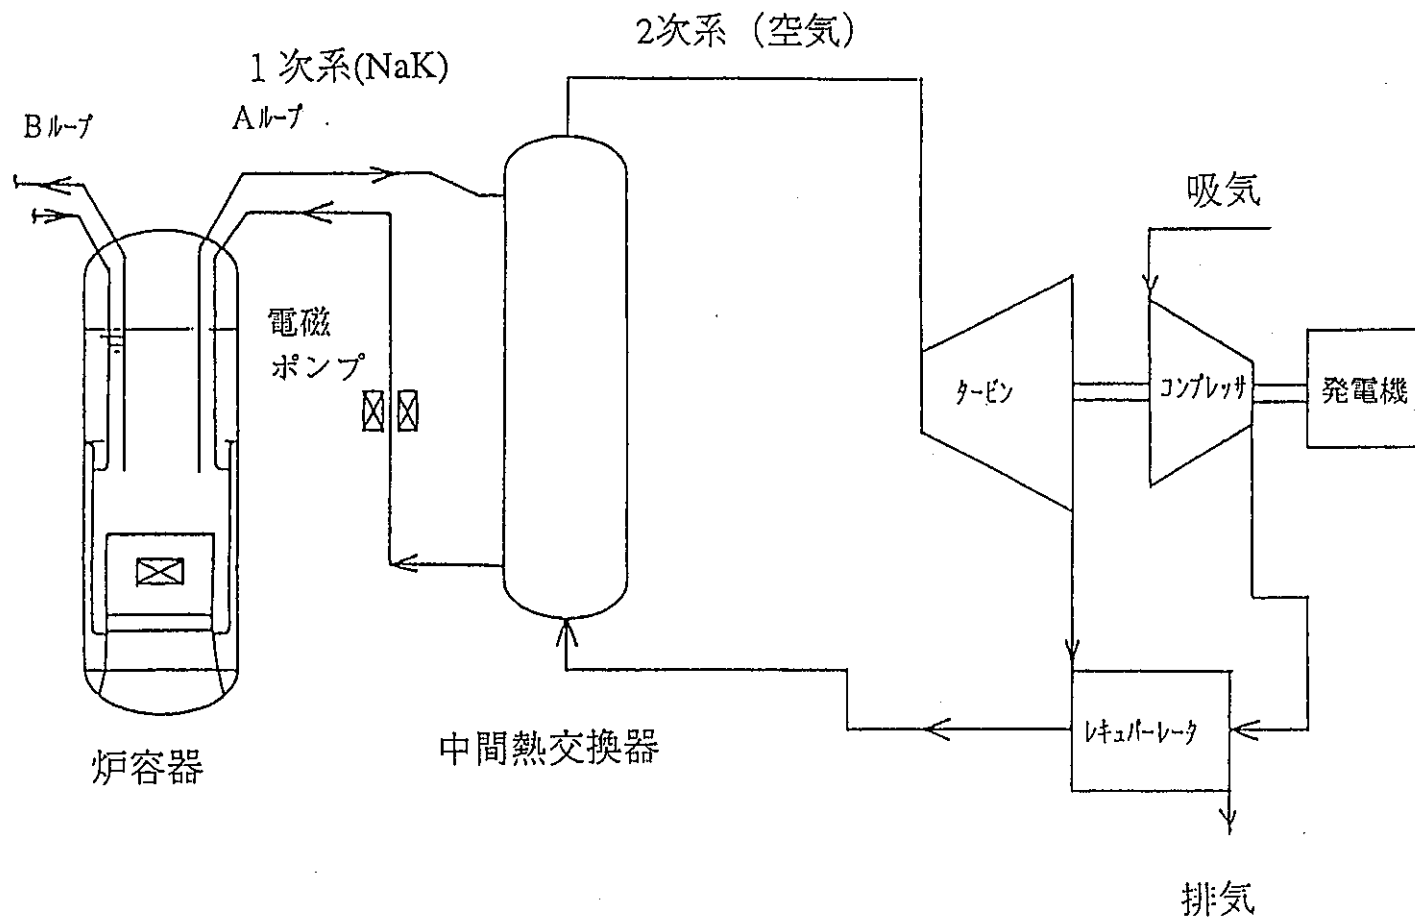 2次系（空気）
1次系(NaK)
Bループ
Aループ
吸気
電磁
ポンプ
タービン
コンプレッサ
発電機
レキュパーレータ
中間熱交換器
炉容器
排気